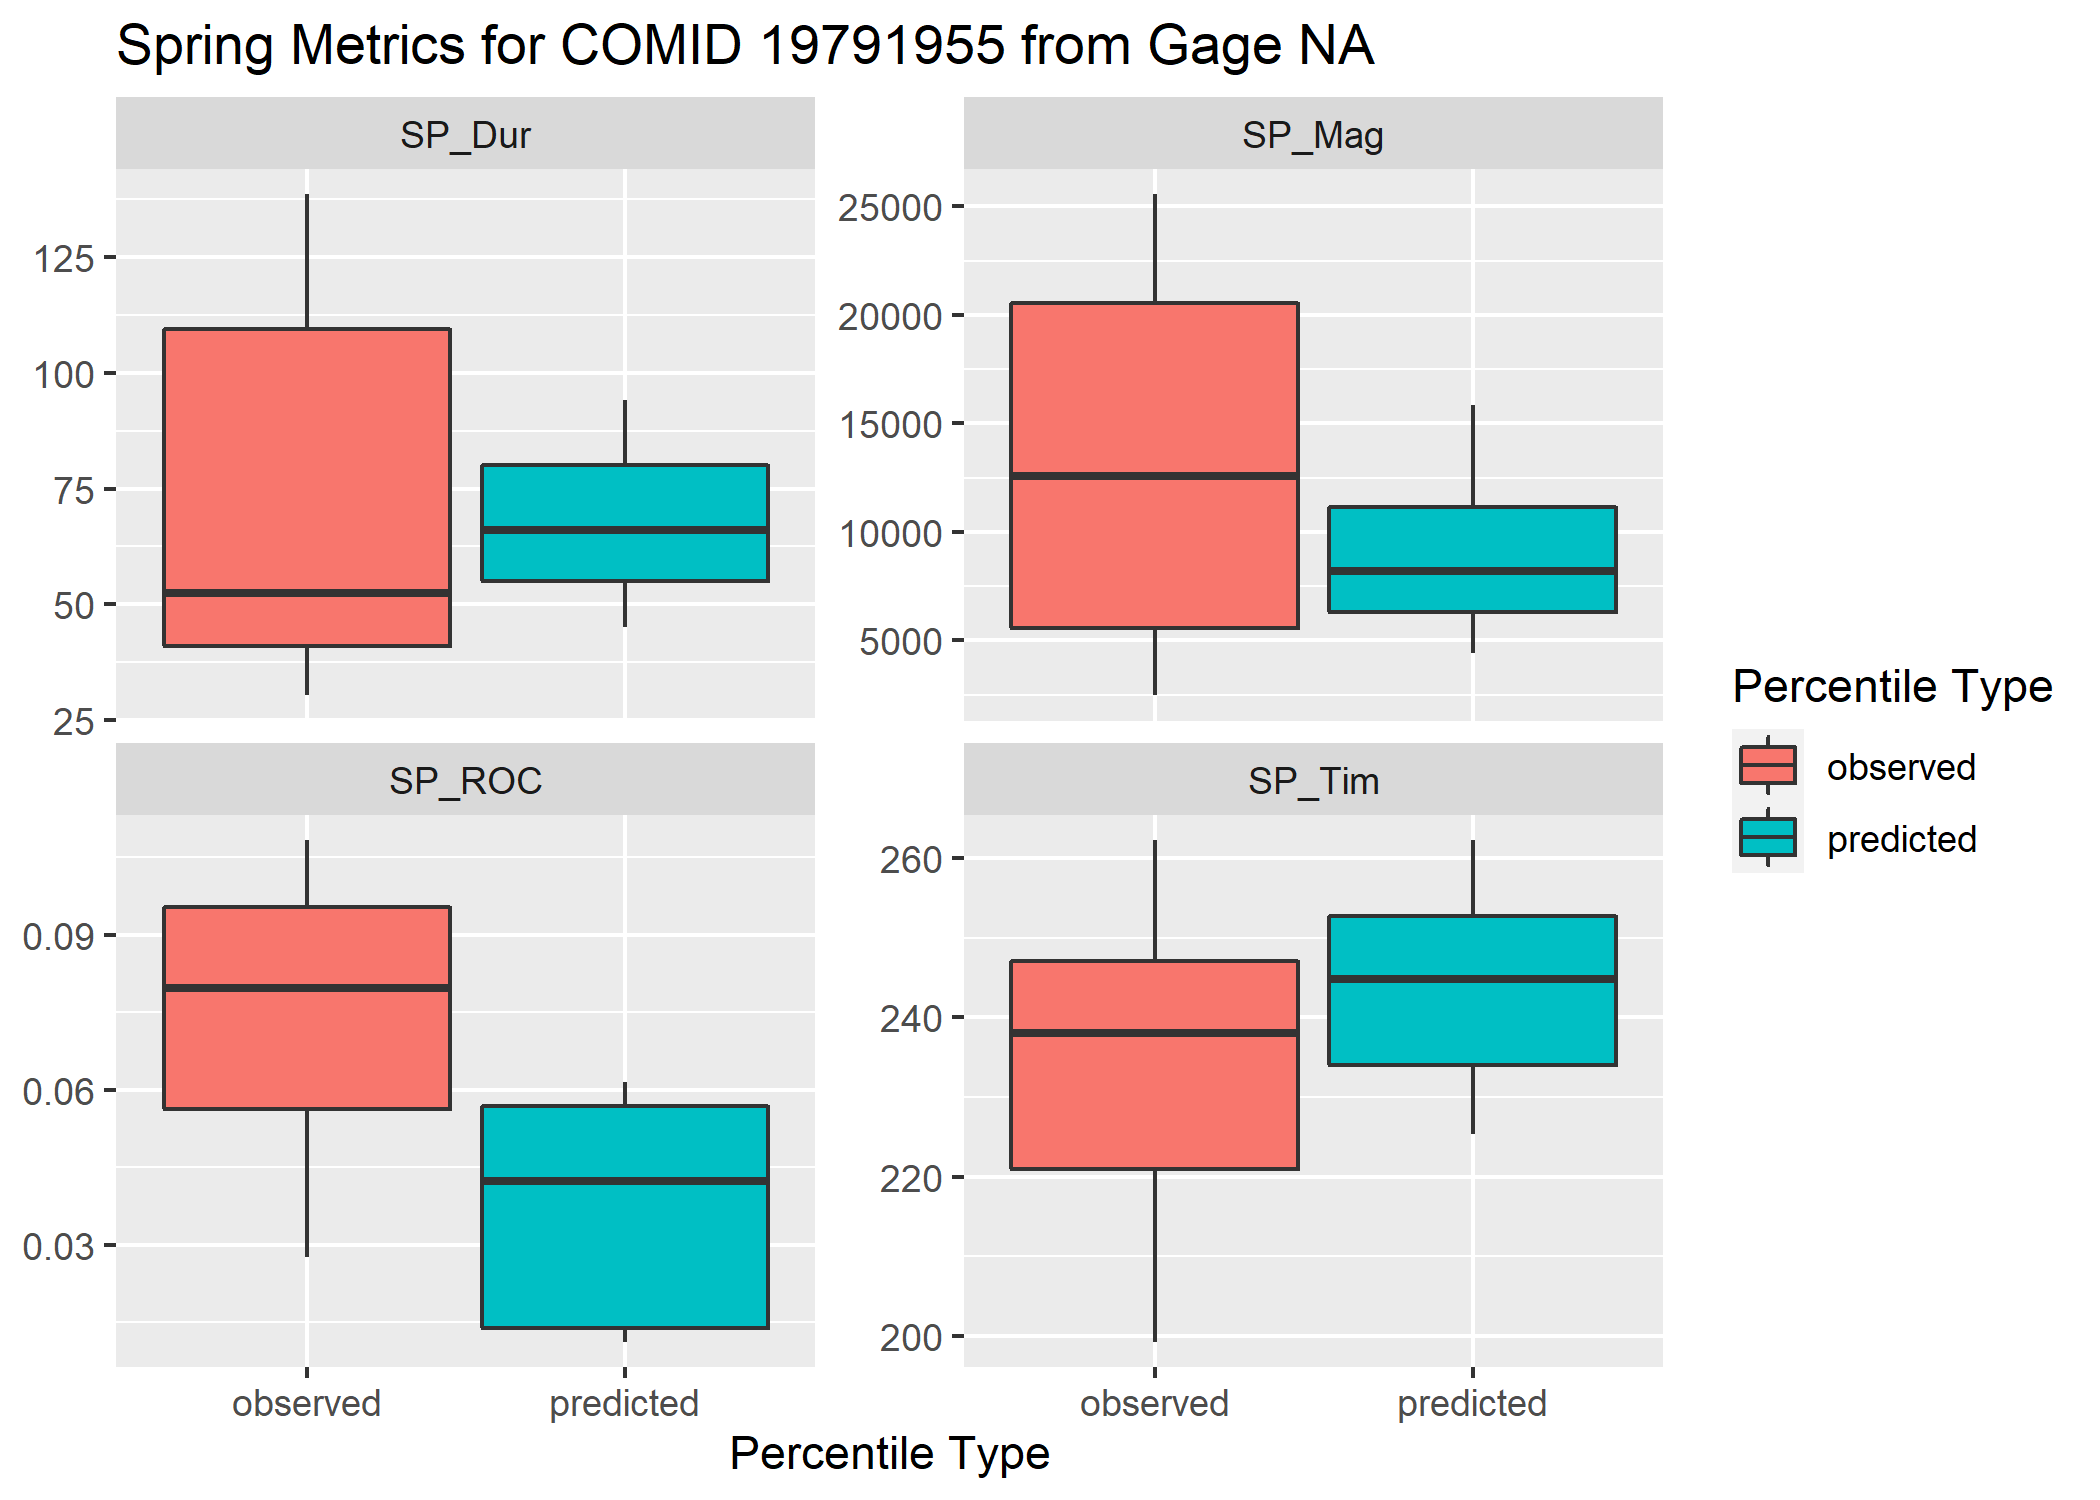 Spring Metrics for COMID 19791955 from Gage NA
SP_Dur
125
100
75
50
25
SP_Mag
25000
20000
15000
10000
5000
SP_ROC
0.09
0.06
0.03
observed
predicted
SP_Tim
260
240
220
200
observed
predicted
Percentile Type
Percentile Type
observed
predicted